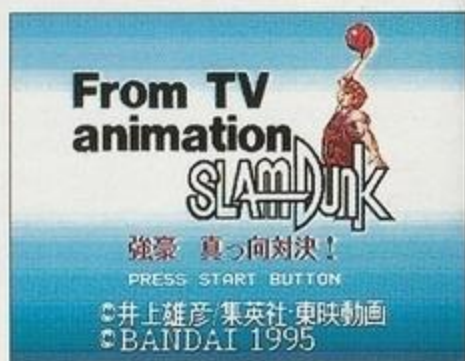 From TV
animation
SLAM DUNK
強豪 真っ向対決!
PRESS START BUTTON
©井上雄彦/集英社・東映動画
©BANDAI 1995